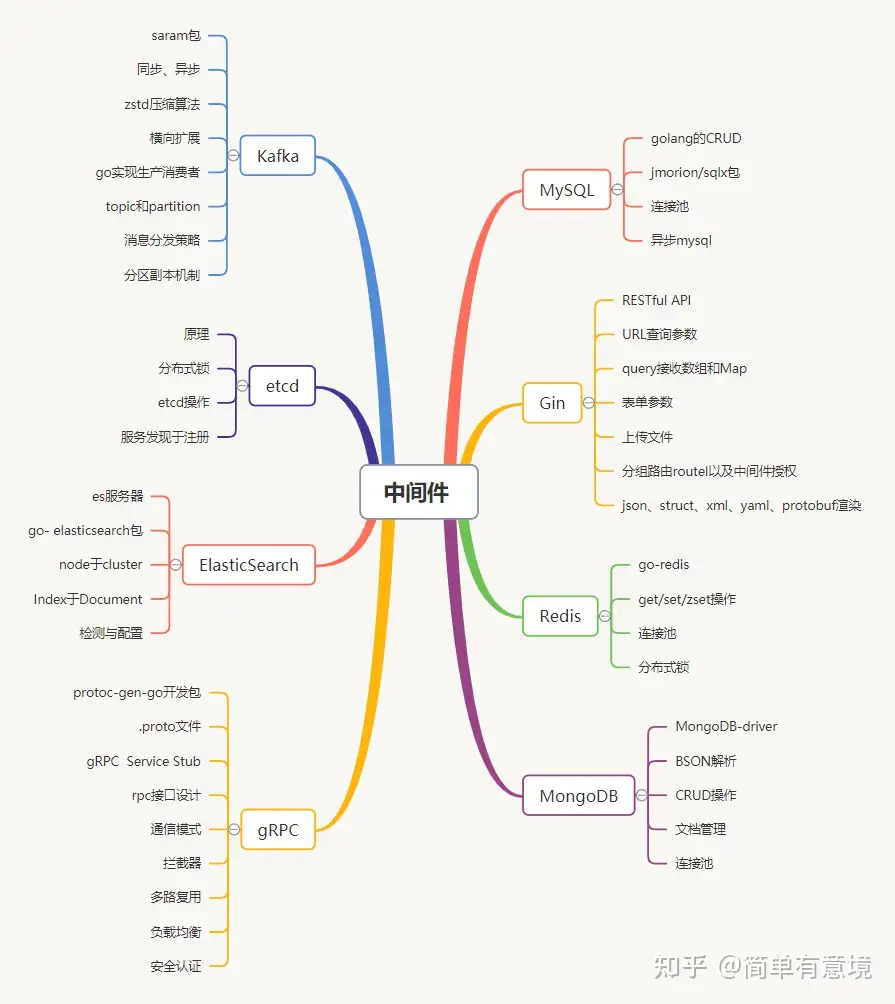 中间件
Kafka
saram包
同步、异步
zstd压缩算法
横向扩展
go实现生产消费者
topic和partition
消息分发策略
分区副本机制
etcd
原理
分布式锁
etcd操作
服务发现于注册
ElasticSearch
es服务器
go- elasticsearch包
node于cluster
Index于Document
检测与配置
gRPC
protoc-gen-go开发包
.proto文件
gRPC  Service Stub
rpc接口设计
通信模式
拦截器
多路复用
负载均衡
安全认证
MySQL
golang的CRUD
jmorion/sqlx包
连接池
异步mysql
Gin
RESTful API
URL查询参数
query接收数组和Map
表单参数
上传文件
分组路由routel以及中间件授权
json、struct、xml、yaml、protobuf渲染
Redis
go-redis
get/set/zset操作
连接池
分布式锁
MongoDB
MongoDB-driver
BSON解析
CRUD操作
文档管理
连接池
知乎 @简单有意境